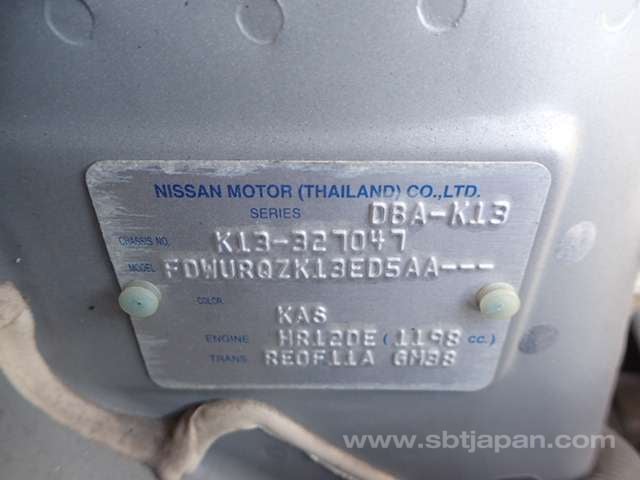 NISSAN MOTOR (THAILAND) CO.,LTD.
SERIES DBA-K13
CHASSIS NO. K13-327047
MODEL FDWURQZK13ED5AA---
COLOR
KAS
ENGINE HR12DE (1198 CC.)
TRANS. RE0F11A GM38
www.sbtjapan.com